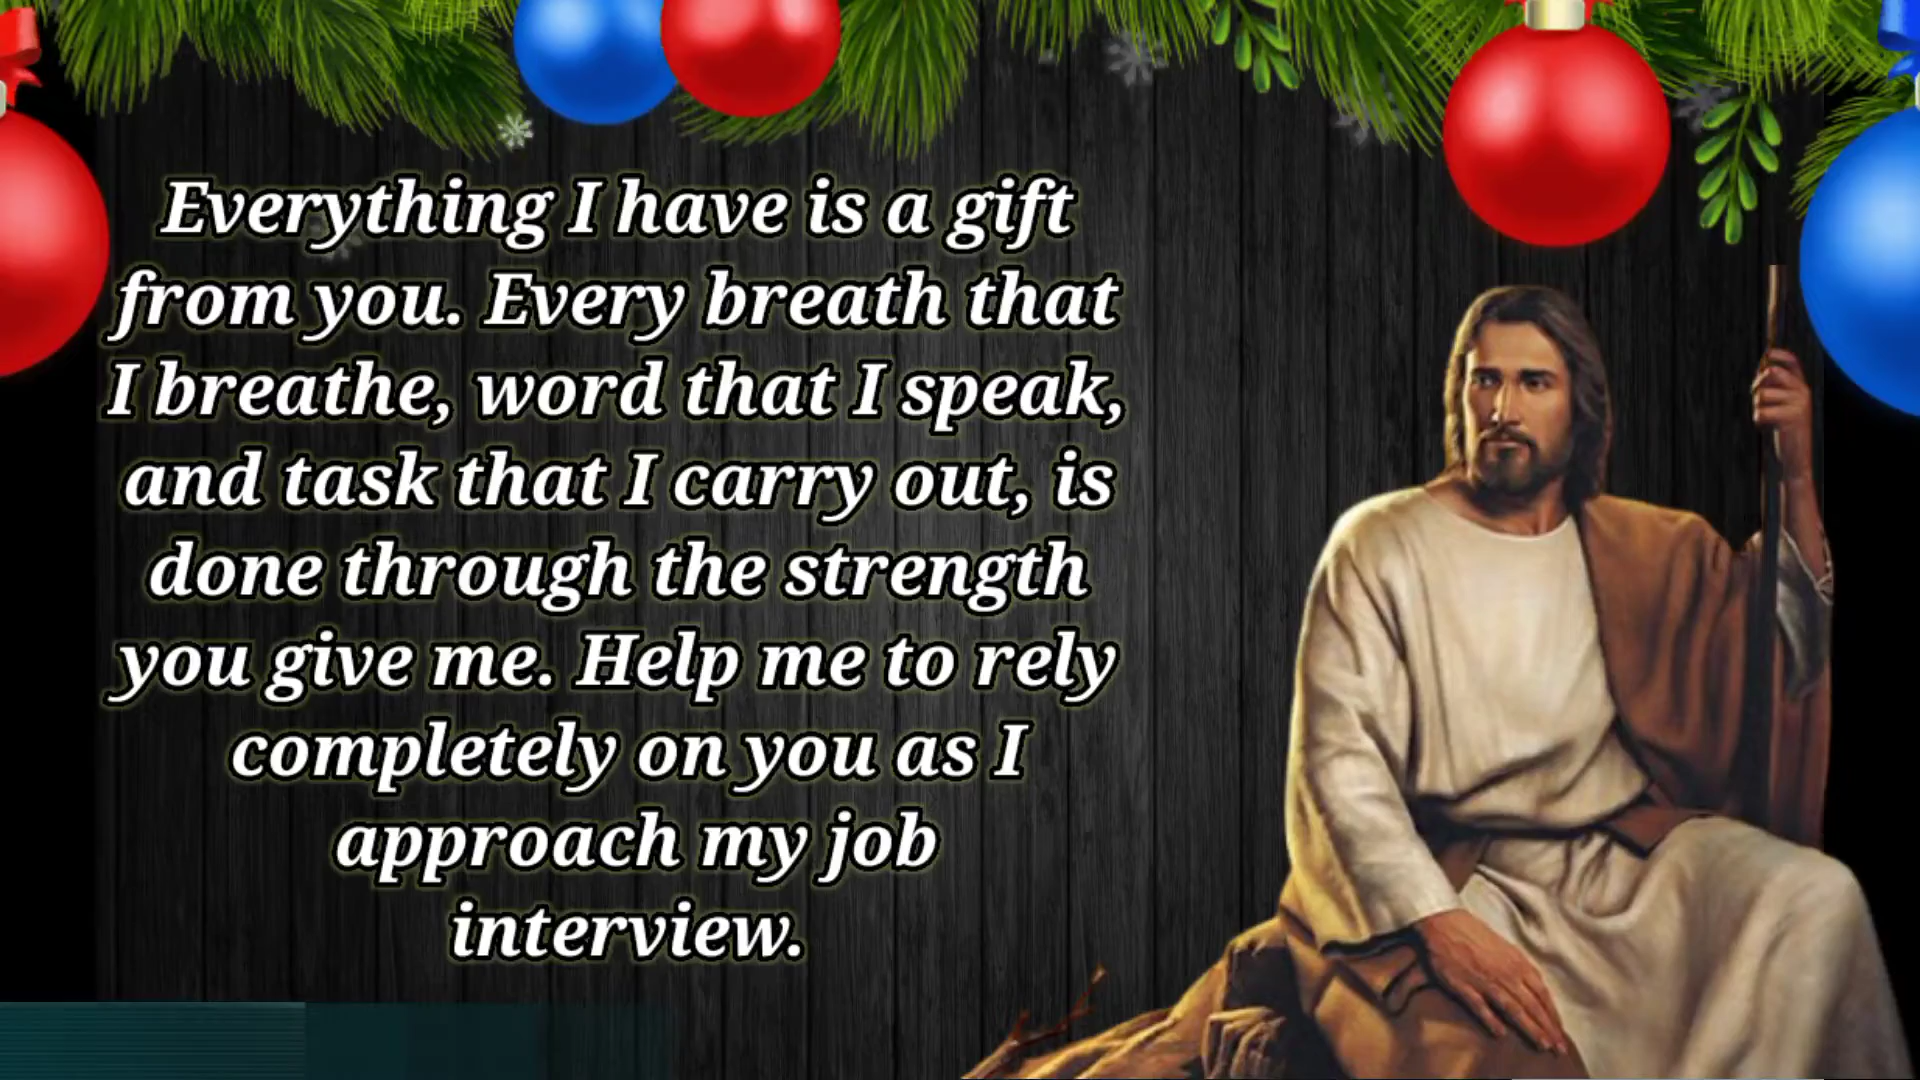 Everything I have is a gift
from you. Every breath that
I breathe, word that I speak,
and task that I carry out, is
done through the strength
you give me. Help me to rely
completely on you as I
approach my job
interview.